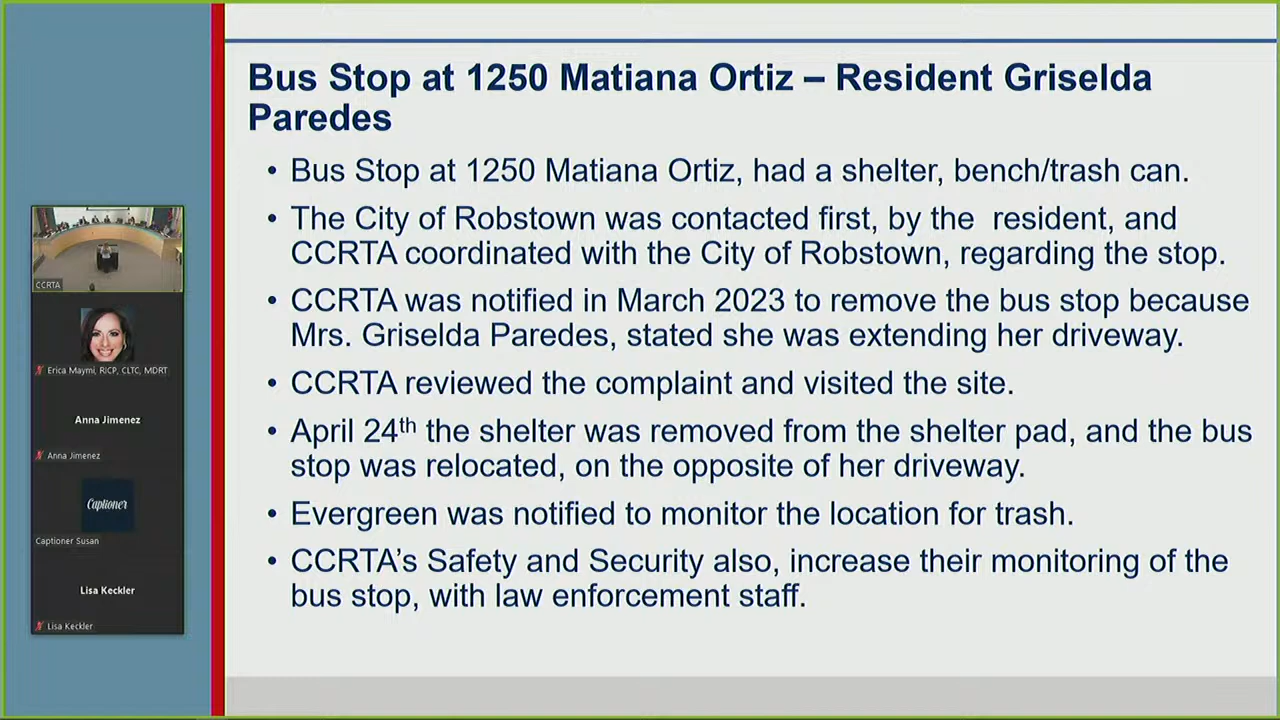 Bus Stop at 1250 Matiana Ortiz – Resident Griselda
Paredes
• Bus Stop at 1250 Matiana Ortiz, had a shelter, bench/trash can.
• The City of Robstown was contacted first, by the resident, and
CCRTA coordinated with the City of Robstown, regarding the stop.
• CCRTA was notified in March 2023 to remove the bus stop because
Mrs. Griselda Paredes, stated she was extending her driveway.
• CCRTA reviewed the complaint and visited the site.
• April 24th the shelter was removed from the shelter pad, and the bus
stop was relocated, on the opposite of her driveway.
• Evergreen was notified to monitor the location for trash.
• CCRTA’s Safety and Security also, increase their monitoring of the
bus stop, with law enforcement staff.
CCRTA
Erica Maymi, RICP, CLTC, MDRT
Anna Jimenez
Anna Jimenez
Captioner
Captioner Susan
Lisa Keckler
Lisa Keckler